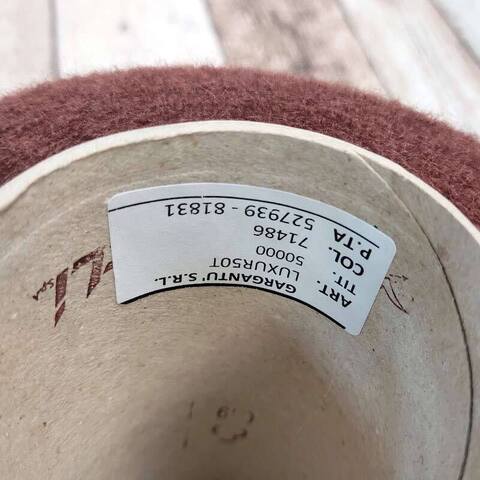 GARGANTU' S.R.L.
ART. LUXUR50T
TIT. 50000
COL. 71486
P.TA 527939 - 81831